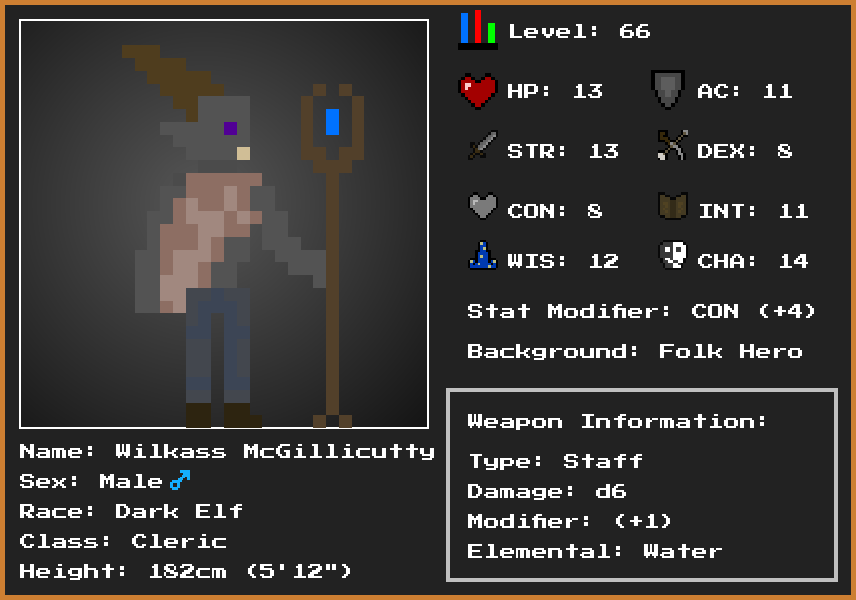 Level: 66
HP: 13 AC: 11
STR: 13 DEX: 8
CON: 8 INT: 11
WIS: 12 CHA: 14
Stat Modifier: CON (+4)
Background: Folk Hero
Weapon Information:
Type: Staff
Damage: d6
Modifier: (+1)
Elemental: Water
Name: Wilkass McGillicutty
Sex: Male ♂
Race: Dark Elf
Class: Cleric
Height: 182cm (5'12")